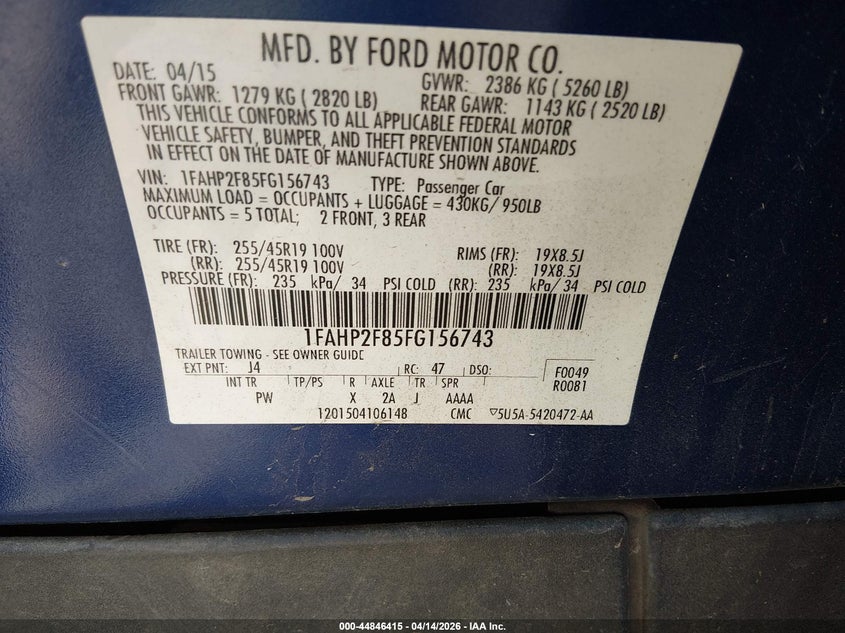 MFD. BY FORD MOTOR CO.
DATE: 04/15 GVWR: 2386 KG ( 5260 LB)
FRONT GAWR: 1279 KG ( 2820 LB) REAR GAWR: 1143 KG ( 2520 LB)
THIS VEHICLE CONFORMS TO ALL APPLICABLE FEDERAL MOTOR
VEHICLE SAFETY, BUMPER, AND THEFT PREVENTION STANDARDS
IN EFFECT ON THE DATE OF MANUFACTURE SHOWN ABOVE.
VIN: 1FAHP2F85FG156743 TYPE: Passenger Car
MAXIMUM LOAD = OCCUPANTS + LUGGAGE = 430KG/ 950LB
OCCUPANTS = 5 TOTAL; 2 FRONT, 3 REAR
TIRE (FR): 255/45R19 100V RIMS (FR): 19X8.5J
(RR): 255/45R19 100V (RR): 19X8.5J
PRESSURE (FR): 235 kPa/ 34 PSI COLD (RR): 235 kPa/ 34 PSI COLD
1FAHP2F85FG156743
TRAILER TOWING - SEE OWNER GUIDE
EXT PNT: J4 RC: 47 DSO: F0049
INT TR TP/PS R AXLE TR SPR R0081
PW X 2A J AAAA
1201504106148 CMC ▽5U5A-5420472-AA
000-44846415 - 04/14/2026 - IAA Inc.